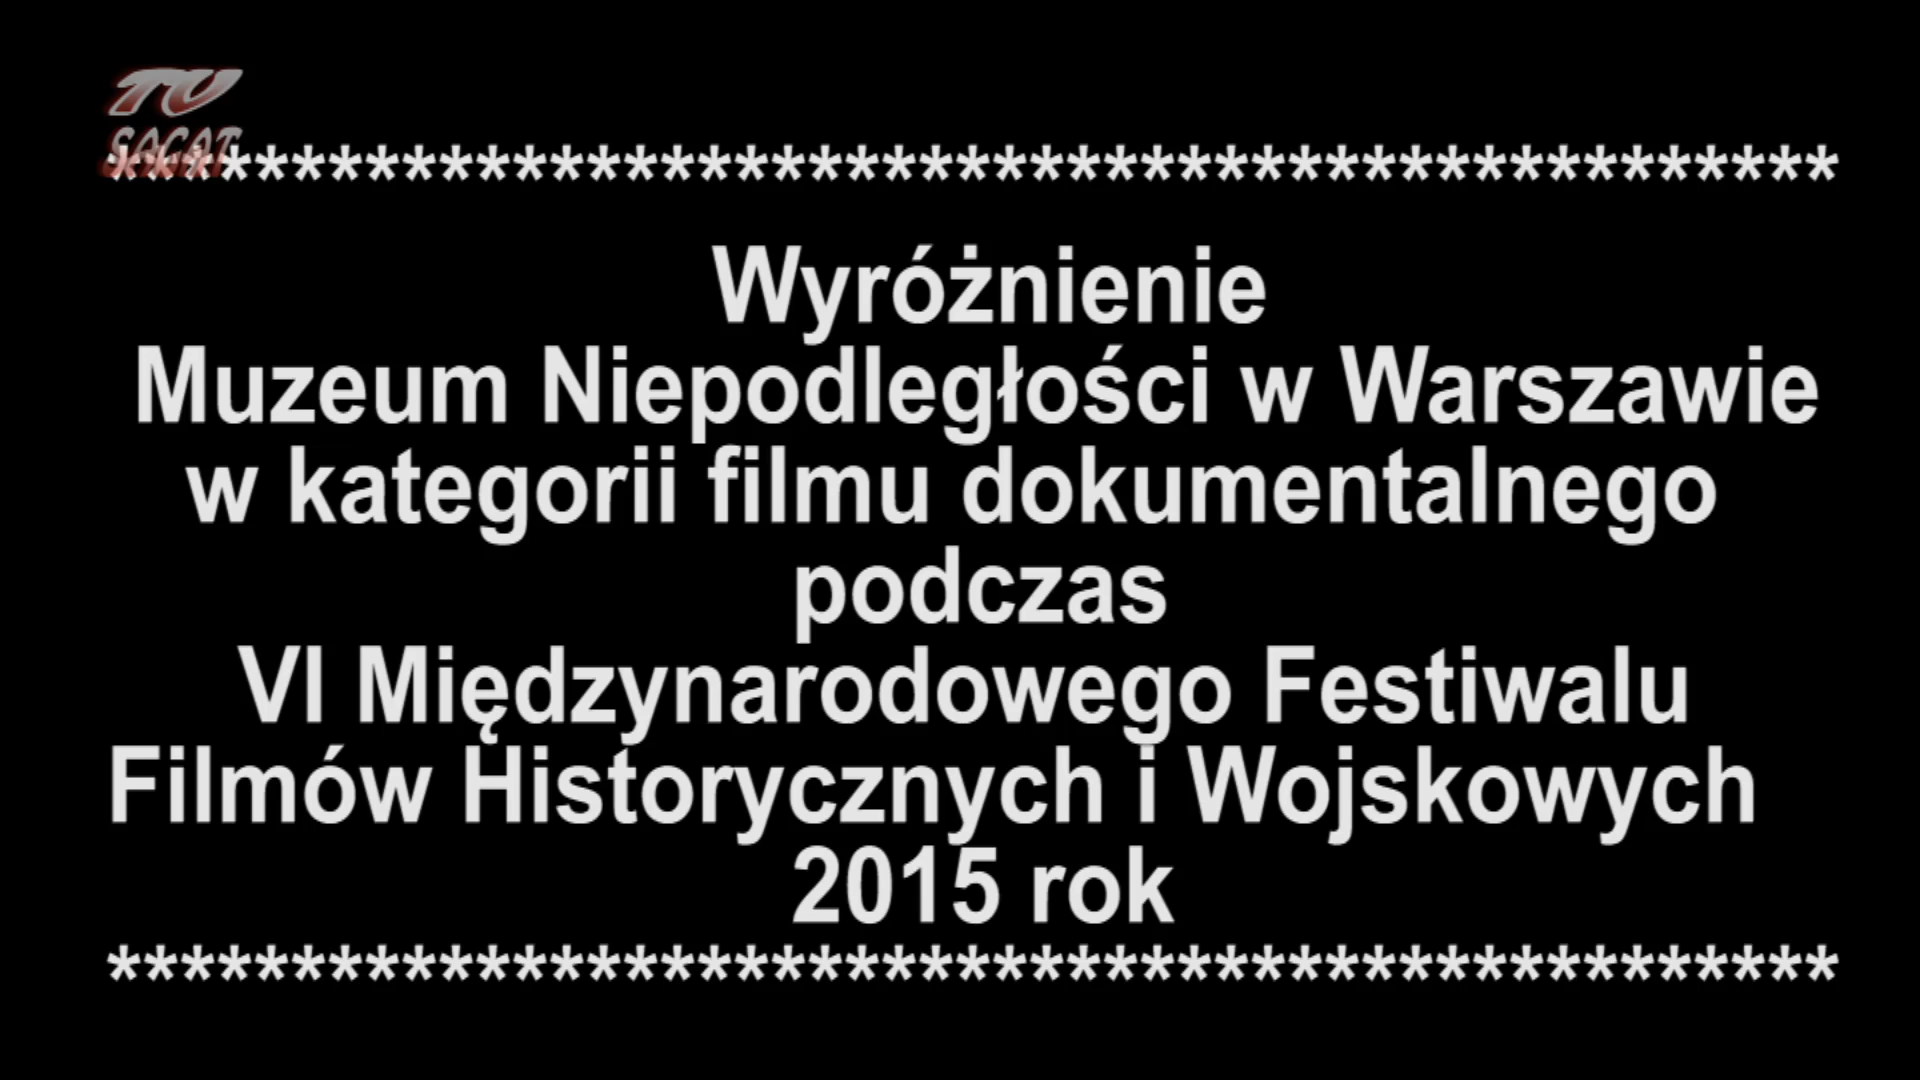 TV
SAGAT
***********************************************
Wyróżnienie
Muzeum Niepodległości w Warszawie
w kategorii filmu dokumentalnego
podczas
VI Międzynarodowego Festiwalu
Filmów Historycznych i Wojskowych
2015 rok
***********************************************